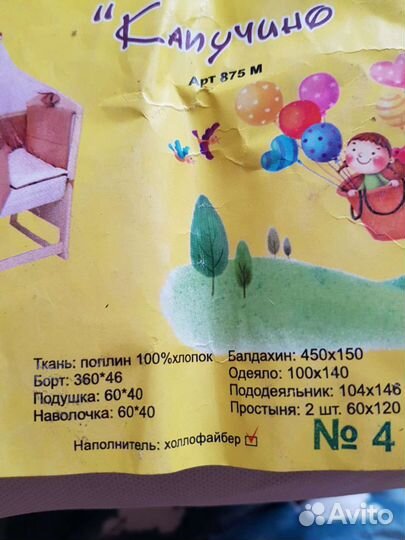 "Капучино
Арт 875 М
Ткань: поплин 100%хлопок
Борт: 360*46
Подушка: 60*40
Наволочка: 60*40
Балдахин: 450х150
Одеяло: 100х140
Пододеяльник: 104х146
Простыня: 2 шт. 60х120
Наполнитель: холлофайбер
№ 4
Avito